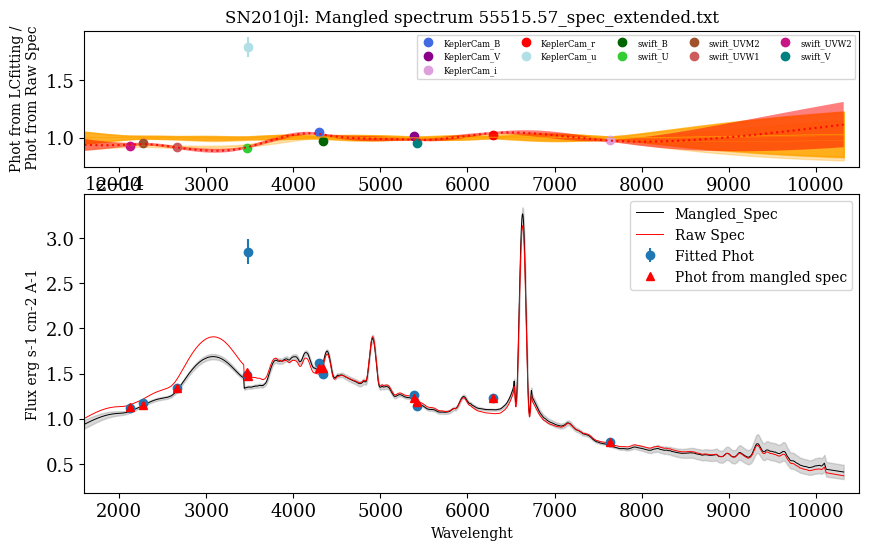 SN2010jl: Mangled spectrum 55515.57_spec_extended.txt
Phot from LCfitting /
Phot from Raw Spec
KeplerCam_B KeplerCam_r swift_B swift_UVM2 swift_UVW2
KeplerCam_V KeplerCam_u swift_U swift_UVW1 swift_V
KeplerCam_i
1.5
1.0
2000 3000 4000 5000 6000 7000 8000 9000 10000
1e−14
Flux erg s-1 cm-2 A-1
Mangled_Spec
Raw Spec
Fitted Phot
Phot from mangled spec
3.0
2.5
2.0
1.5
1.0
0.5
2000 3000 4000 5000 6000 7000 8000 9000 10000
Wavelenght